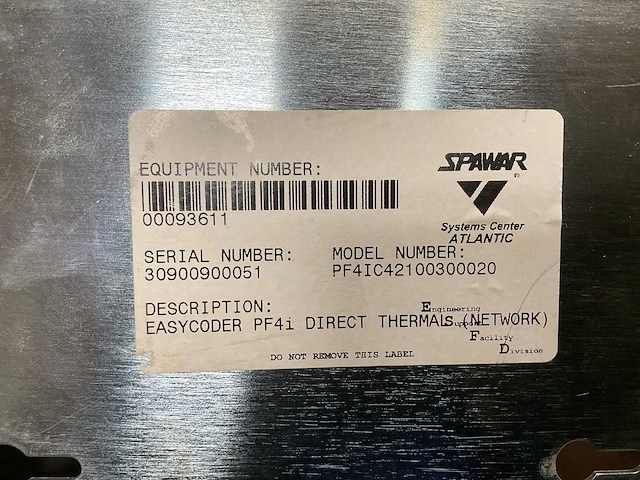 EQUIPMENT NUMBER:
00093611
SPAWAR
Systems Center
ATLANTIC
SERIAL NUMBER:
30900900051
MODEL NUMBER:
PF4IC42100300020
DESCRIPTION:
EASYCODER PF4i DIRECT THERMALS (NETWORK)
Engineering
Support
Facility
Division
DO NOT REMOVE THIS LABEL